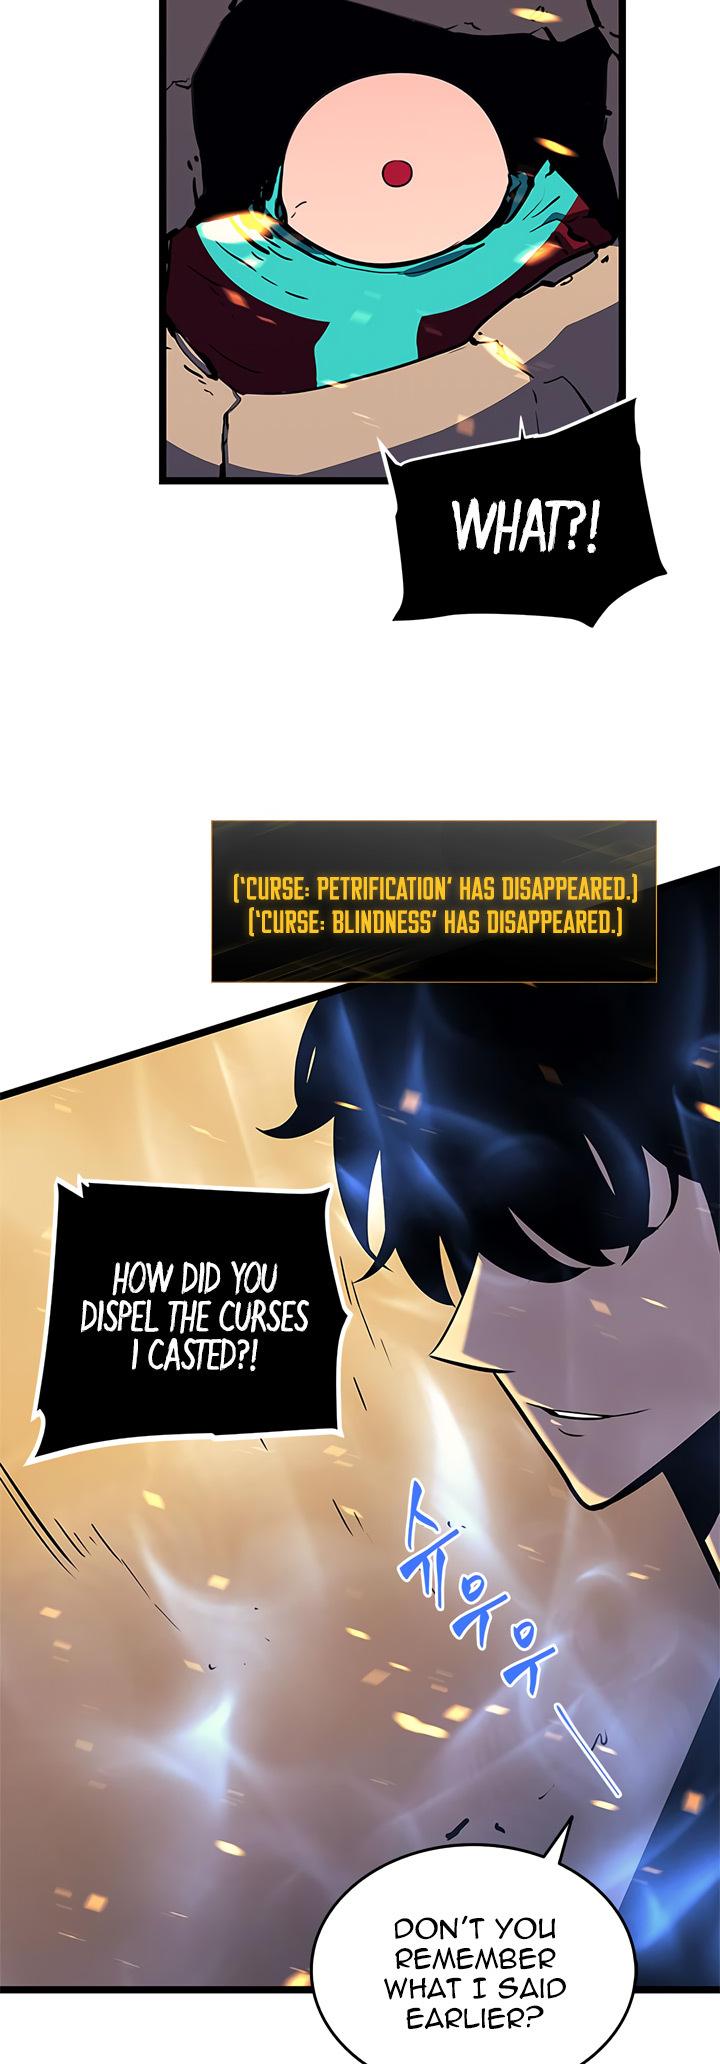 WHAT?!
['CURSE: PETRIFICATION' HAS DISAPPEARED.]
['CURSE: BLINDNESS' HAS DISAPPEARED.]
HOW DID YOU
DISPEL THE CURSES
I CASTED?!
슈우우
DON'T YOU
REMEMBER
WHAT I SAID
EARLIER?